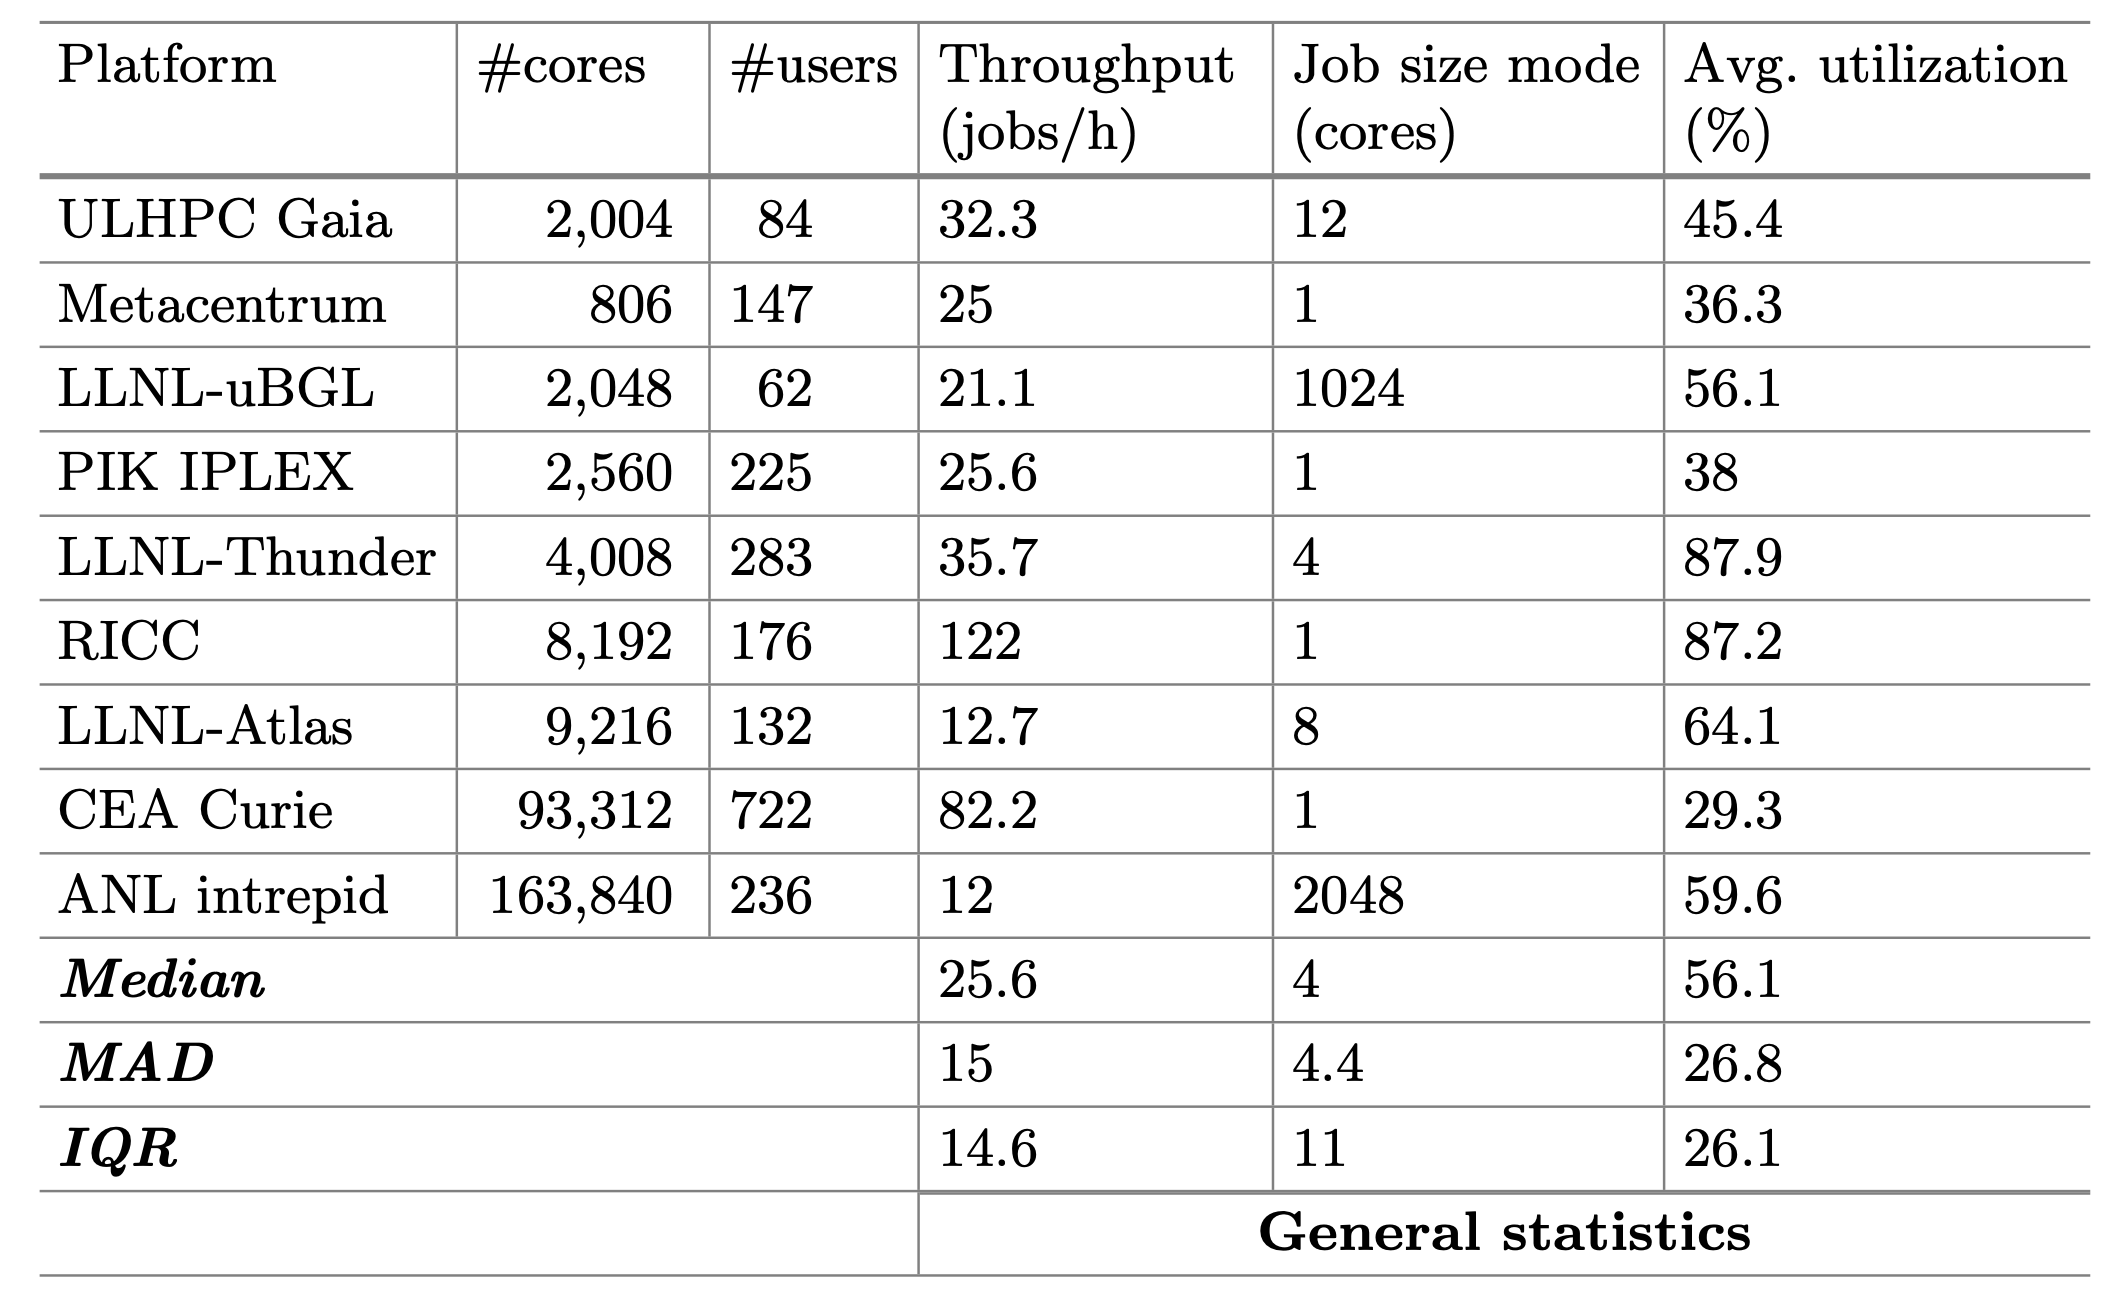 Platform #cores #users Throughput (jobs/h) Job size mode (cores) Avg. utilization (%)
ULHPC Gaia 2,004 84 32.3 12 45.4
Metacentrum 806 147 25 1 36.3
LLNL-uBGL 2,048 62 21.1 1024 56.1
PIK IPLEX 2,560 225 25.6 1 38
LLNL-Thunder 4,008 283 35.7 4 87.9
RICC 8,192 176 122 1 87.2
LLNL-Atlas 9,216 132 12.7 8 64.1
CEA Curie 93,312 722 82.2 1 29.3
ANL intrepid 163,840 236 12 2048 59.6
Median 25.6 4 56.1
MAD 15 4.4 26.8
IQR 14.6 11 26.1
General statistics